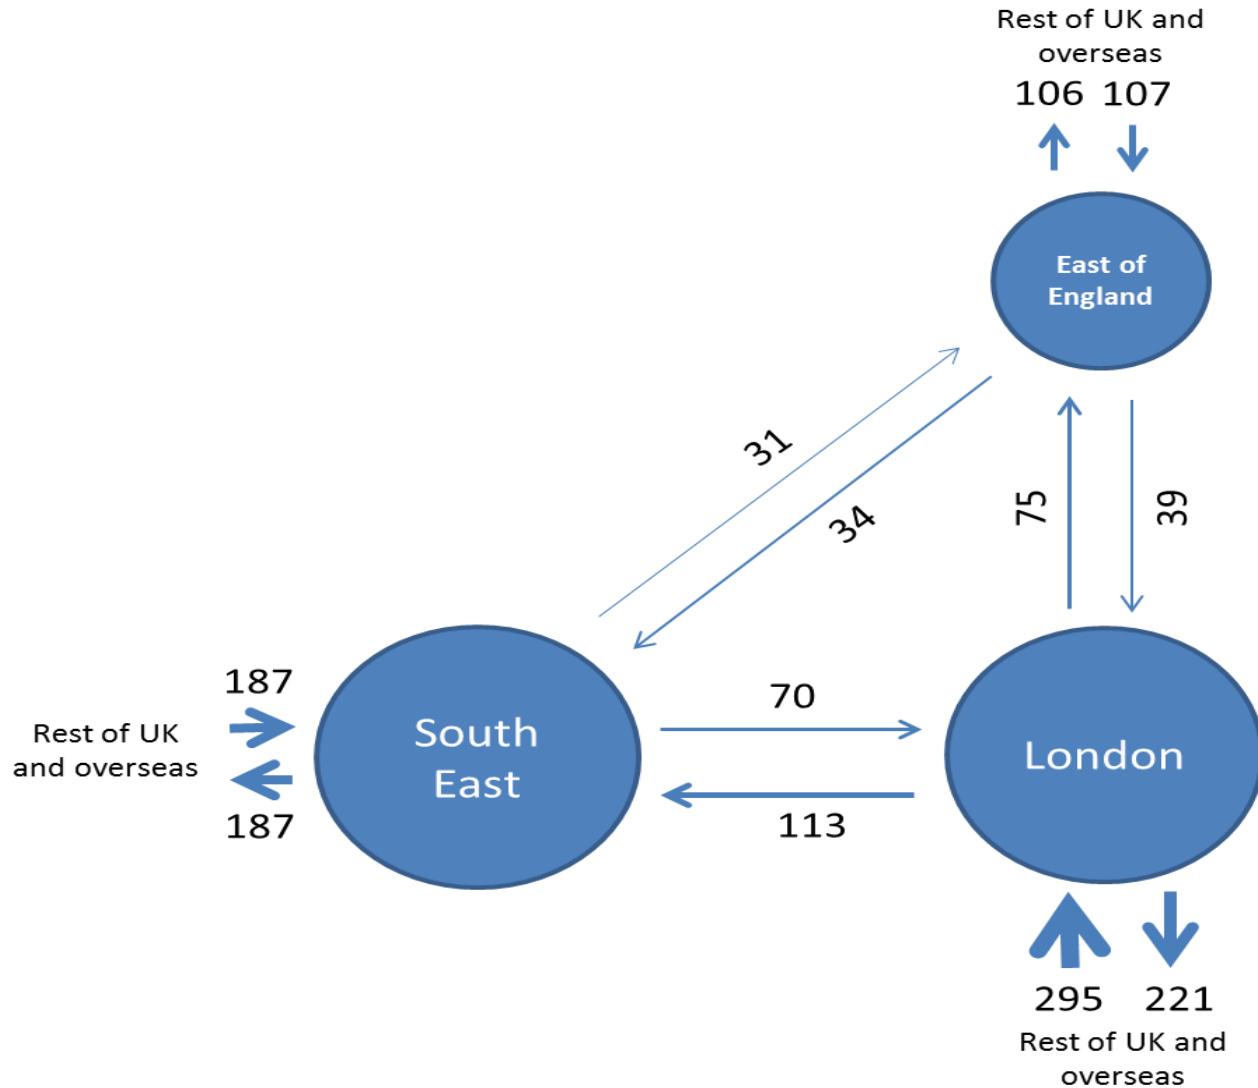 Rest of UK and
overseas
106 107
East of
England
31
34
75
39
187
Rest of UK
and overseas
187
South
East
70
113
London
295 221
Rest of UK and
overseas